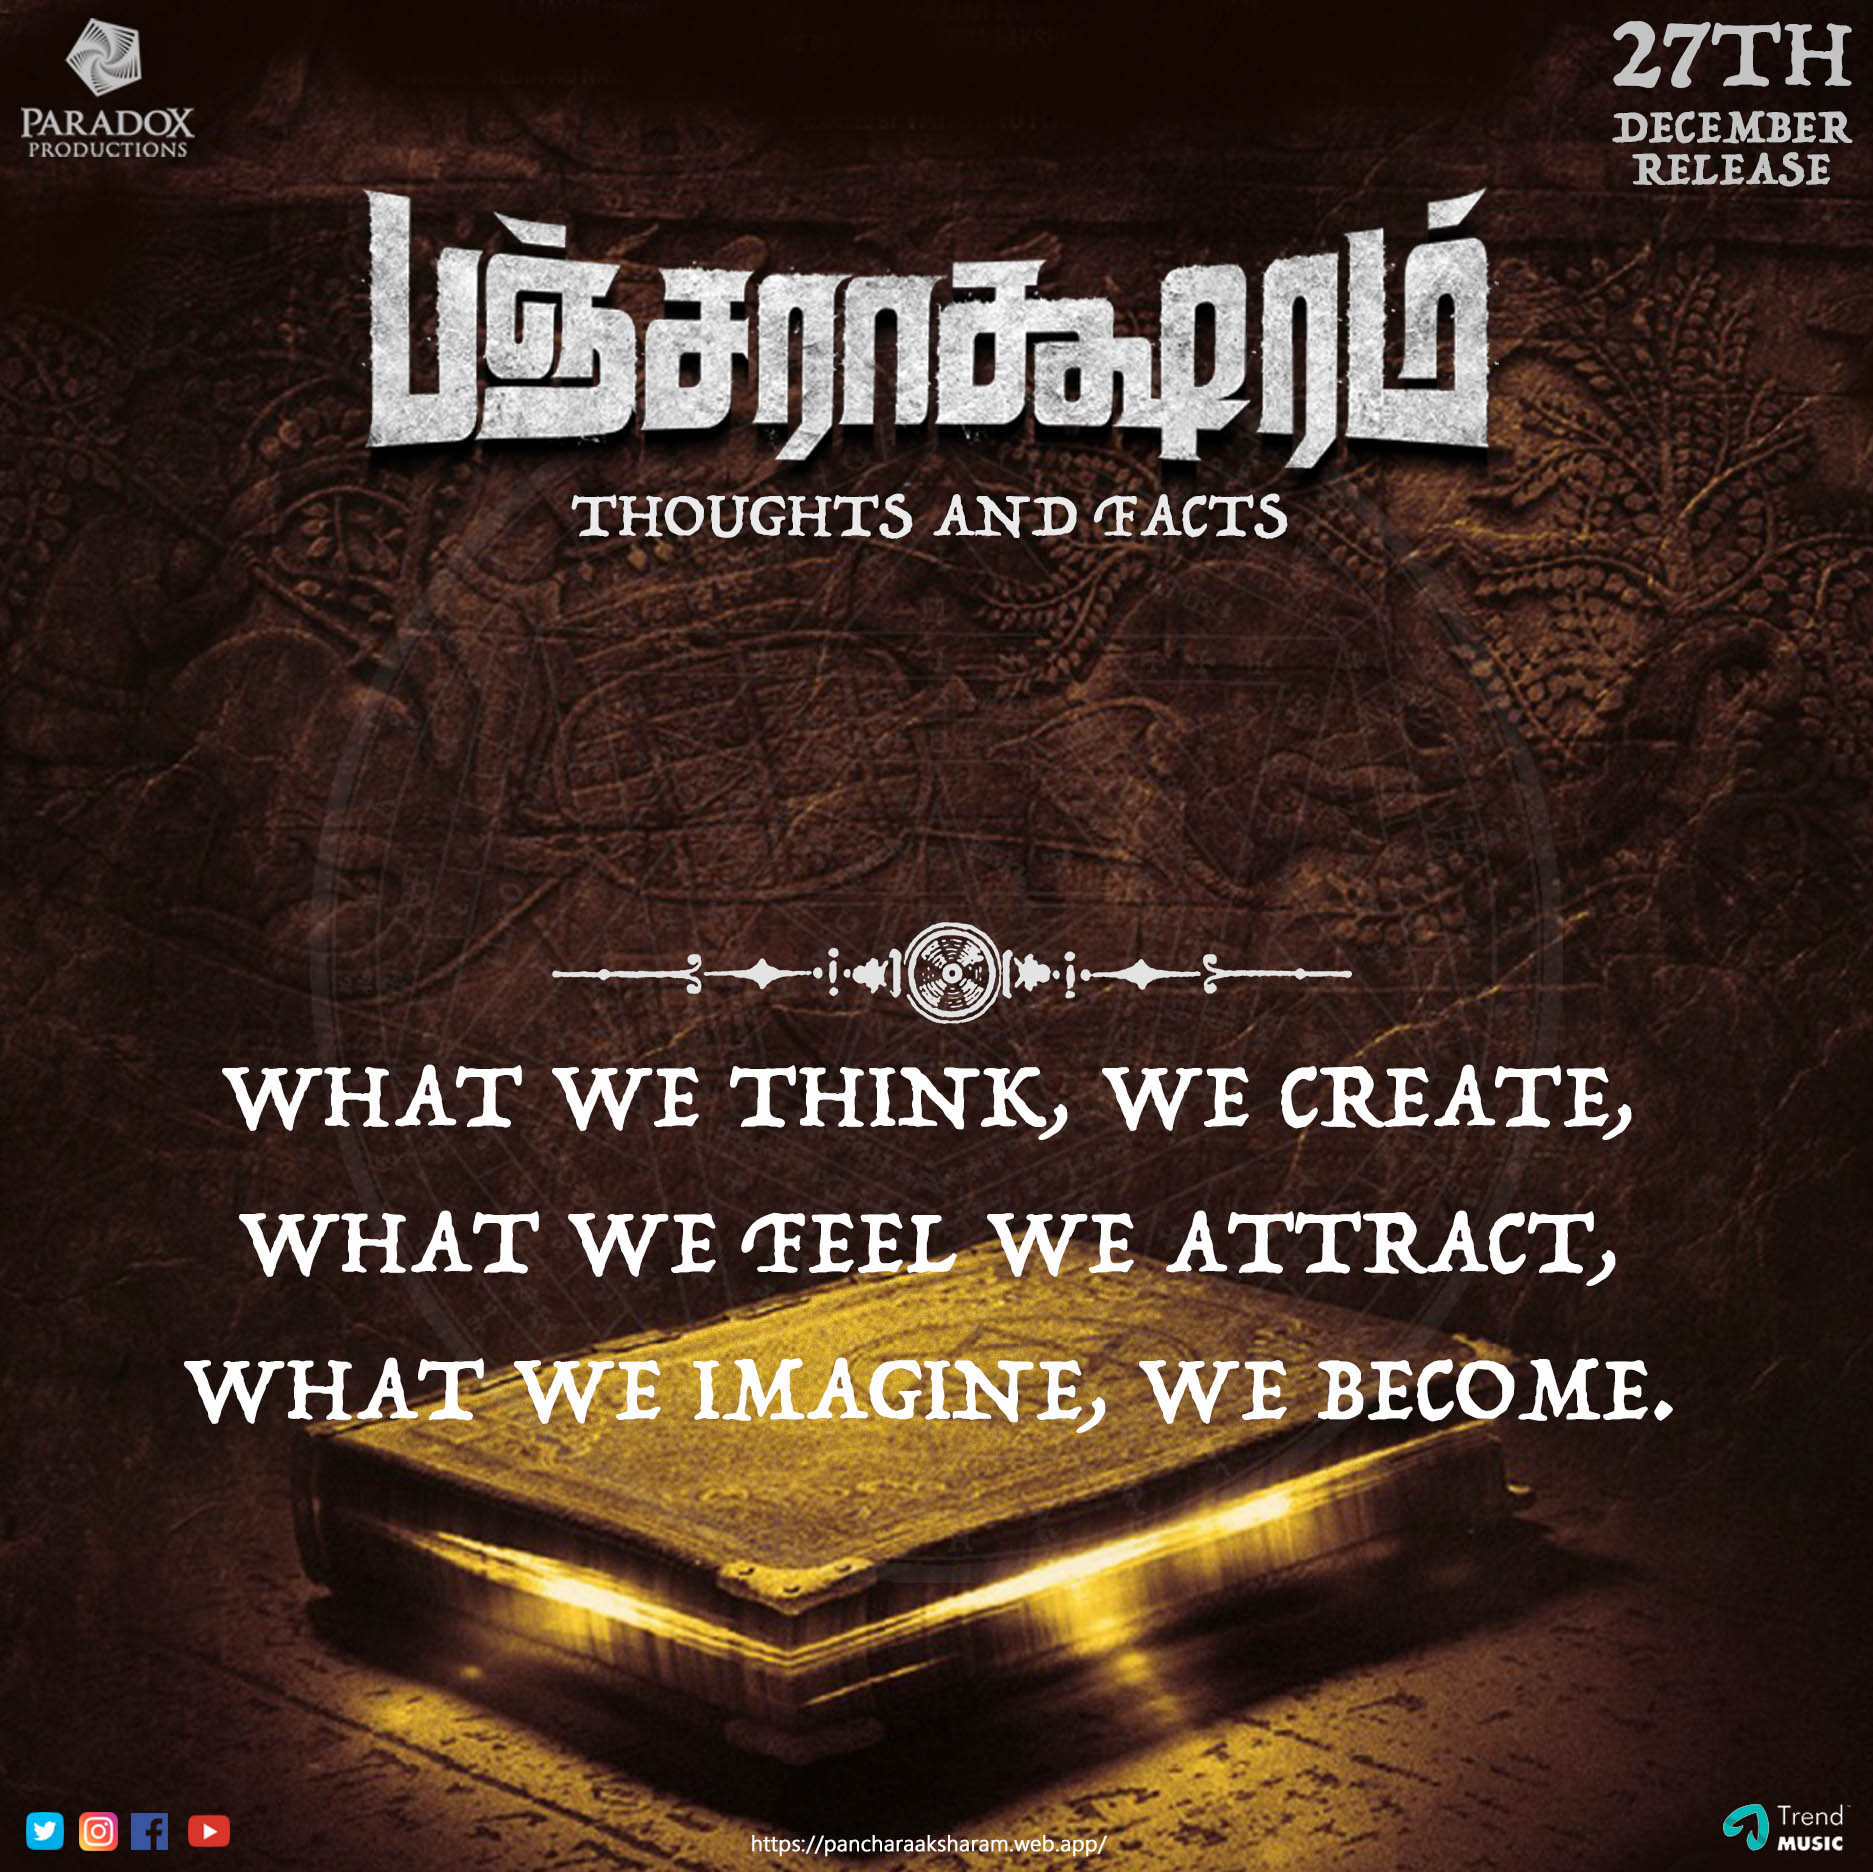 PARADOX
PRODUCTIONS
27TH
DECEMBER
RELEASE
பஞ்சராக்ஷரம்
THOUGHTS AND FACTS
WHAT WE THINK, WE CREATE,
WHAT WE FEEL WE ATTRACT,
WHAT WE IMAGINE, WE BECOME.
https://pancharaaksharam.web.app/
Trend
MUSIC